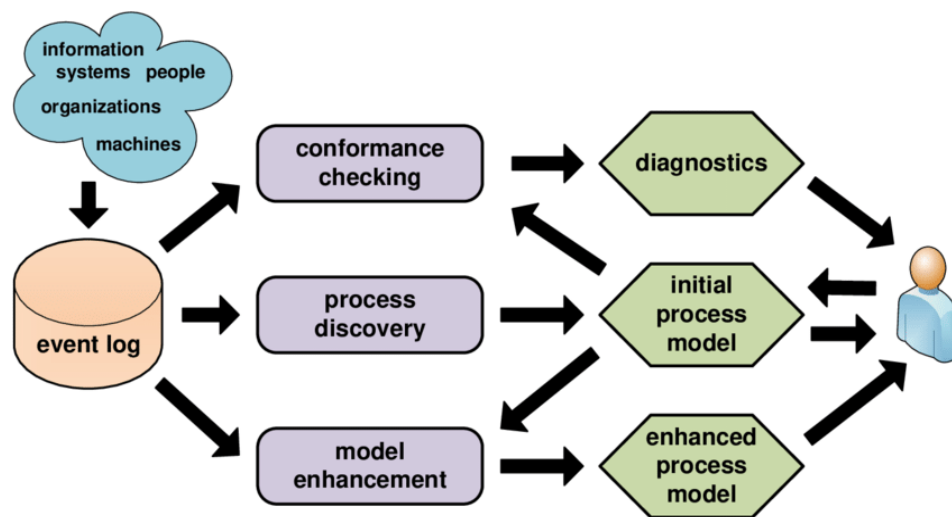 information
systems people
organizations
machines
conformance
checking
diagnostics
event log
process
discovery
initial
process
model
model
enhancement
enhanced
process
model